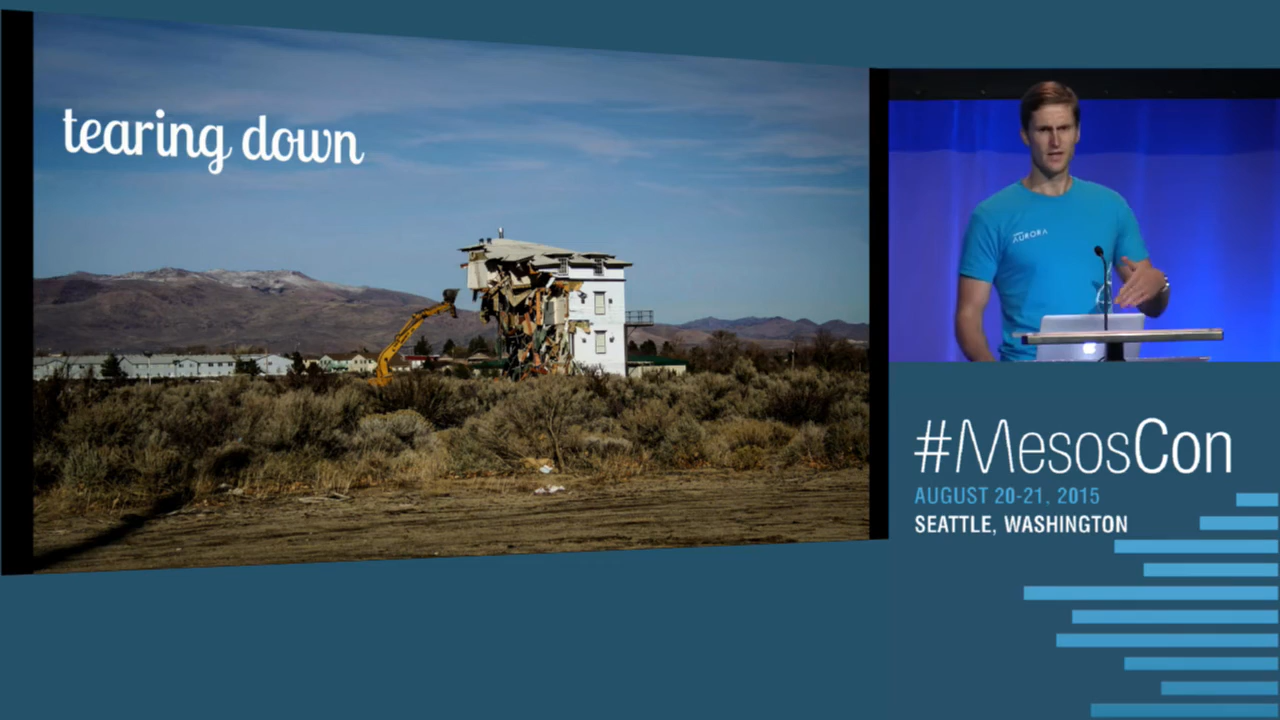 tearing down
AURORA
#MesosCon
AUGUST 20-21, 2015
SEATTLE, WASHINGTON